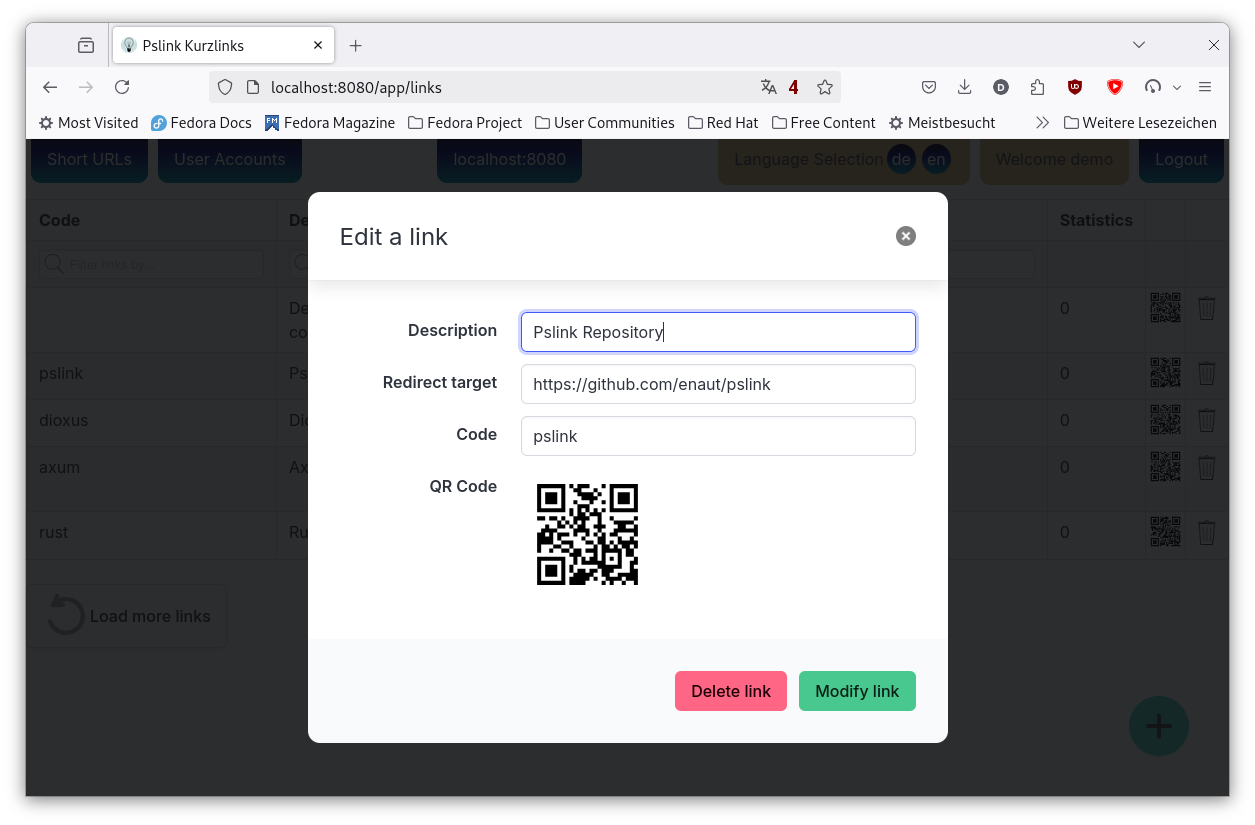 Pslink Kurzlinks
localhost:8080/app/links
4
D
Most Visited
Fedora Docs
FM
Fedora Magazine
Fedora Project
User Communities
Red Hat
Free Content
Meistbesucht
Weitere Lesezeichen
Short URLs
User Accounts
localhost:8080
Language Selection de en
Welcome demo
Logout
Code
De
Statistics
Filter links by...
De
co
0
pslink
Ps
0
dioxus
Dio
0
axum
Ax
0
rust
Ru
0
Load more links
Edit a link
Description
Pslink Repository
Redirect target
https://github.com/enaut/pslink
Code
pslink
QR Code
Delete link
Modify link